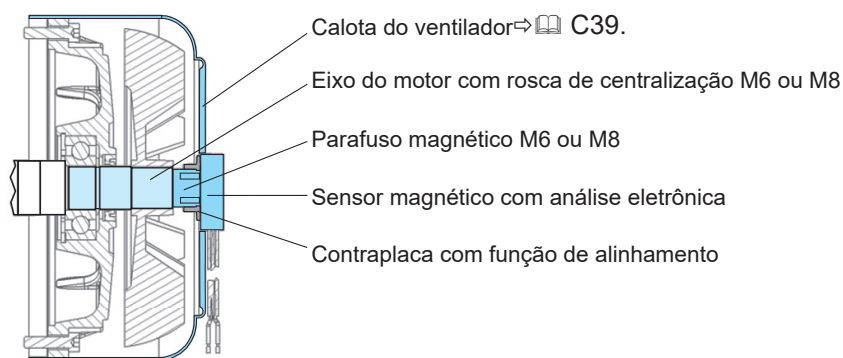 Calota do ventilador⇨🕮 C39.
Eixo do motor com rosca de centralização M6 ou M8
Parafuso magnético M6 ou M8
Sensor magnético com análise eletrônica
Contraplaca com função de alinhamento